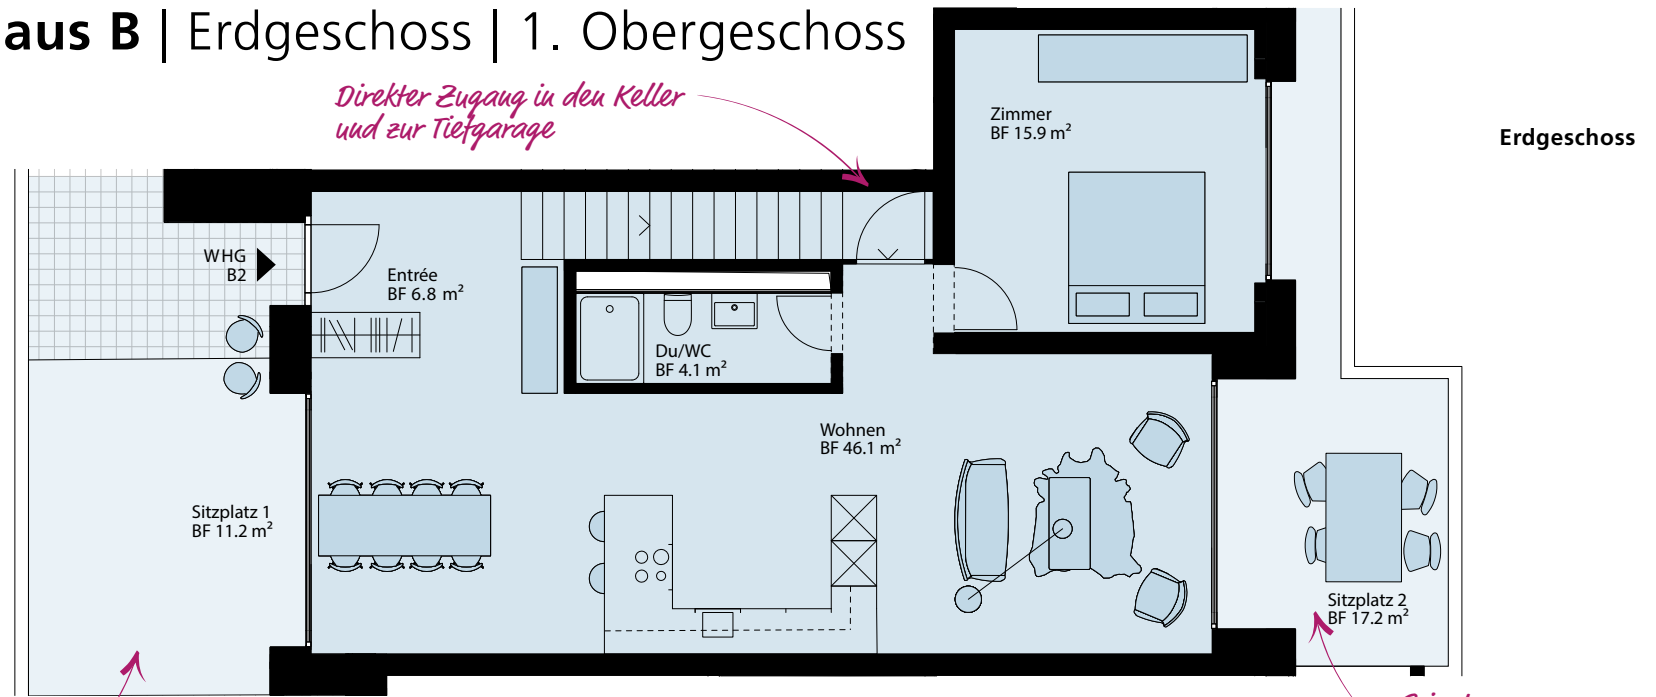 aus B | Erdgeschoss | 1. Obergeschoss
Direkter Zugang in den Keller
und zur Tiefgarage
Zimmer
BF 15.9 m²
Erdgeschoss
WHG
B2
Entrée
BF 6.8 m²
Du/WC
BF 4.1 m²
Wohnen
BF 46.1 m²
Sitzplatz 1
BF 11.2 m²
Sitzplatz 2
BF 17.2 m²